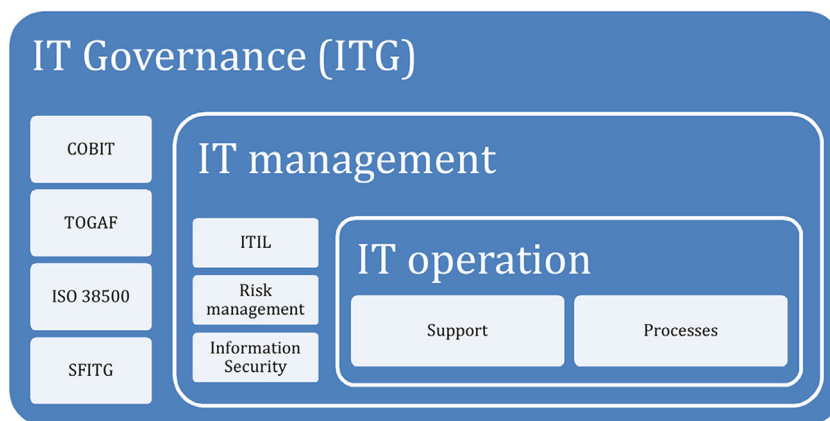 IT Governance (ITG)
COBIT
TOGAF
ISO 38500
SFITG
IT management
ITIL
Risk
management
Information
Security
IT operation
Support
Processes